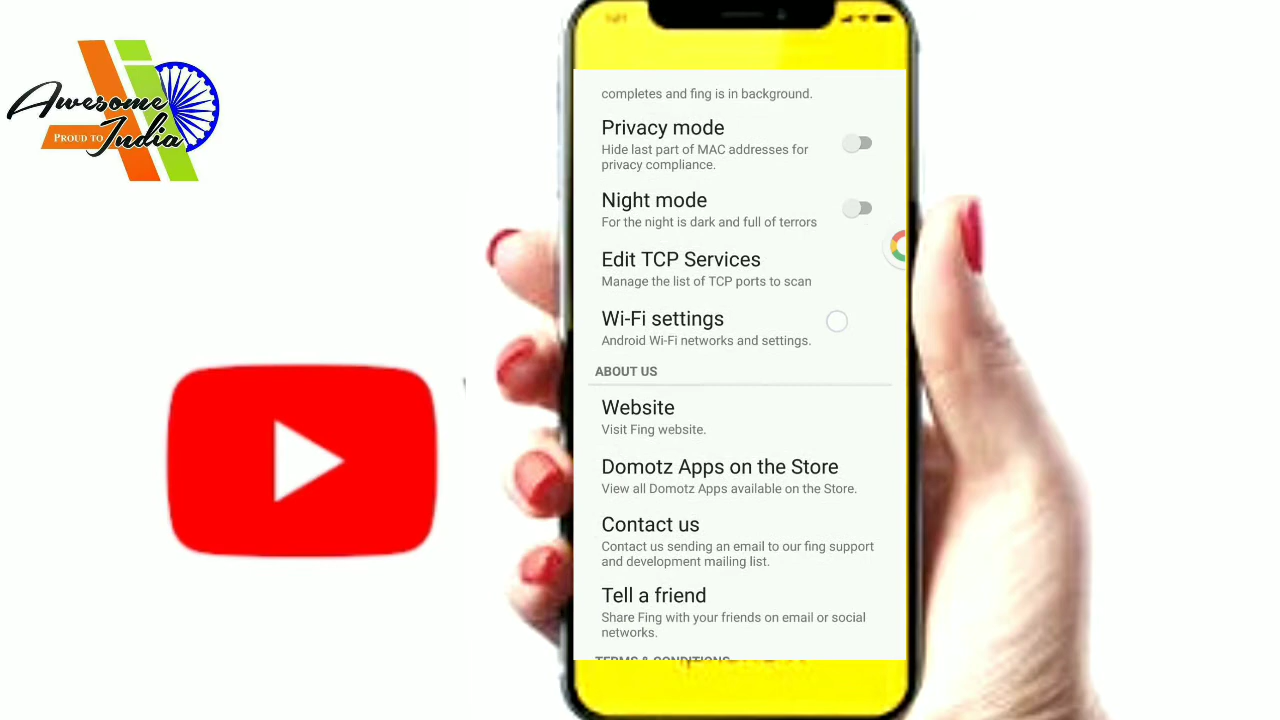 Awesome
PROUD TO India
completes and fing is in background.
Privacy mode
Hide last part of MAC addresses for
privacy compliance.
Night mode
For the night is dark and full of terrors
Edit TCP Services
Manage the list of TCP ports to scan
Wi-Fi settings
Android Wi-Fi networks and settings.
ABOUT US
Website
Visit Fing website.
Domotz Apps on the Store
View all Domotz Apps available on the Store.
Contact us
Contact us sending an email to our fing support
and development mailing list.
Tell a friend
Share Fing with your friends on email or social
networks.
TERMS & CONDITIONS